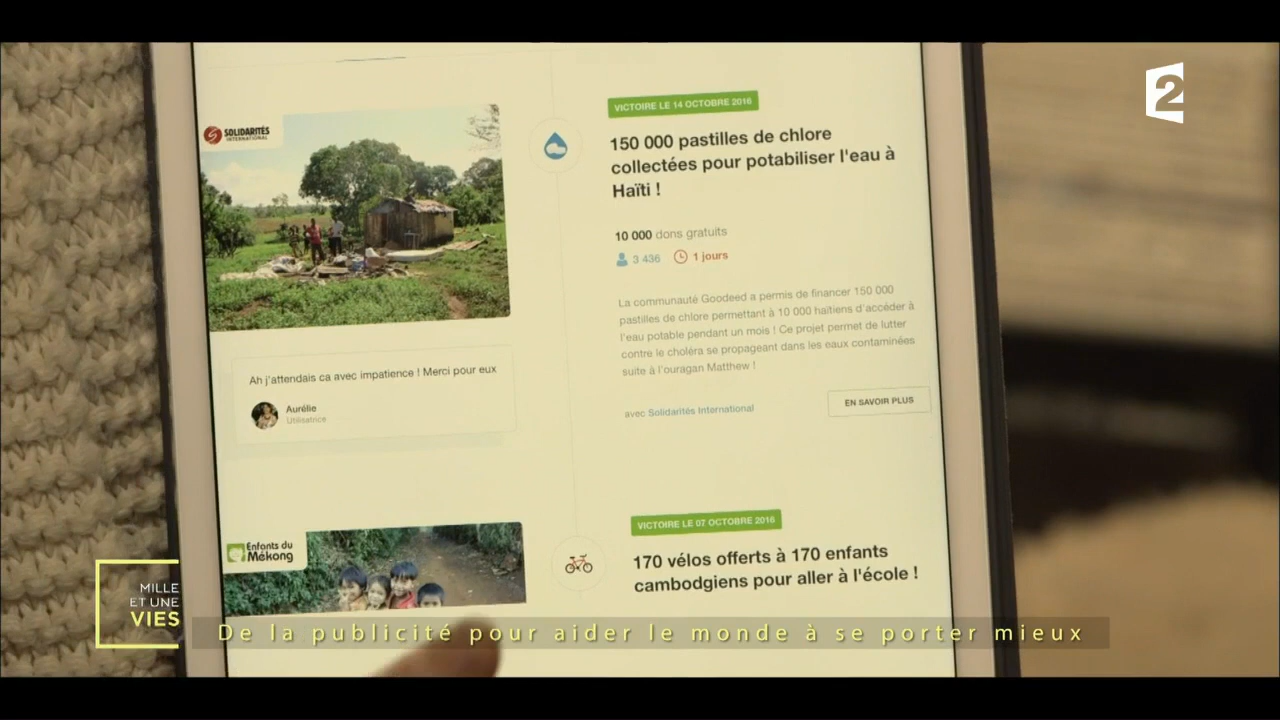 2
SOLIDARITÉS
INTERNATIONAL
VICTOIRE LE 14 OCTOBRE 2016
150 000 pastilles de chlore
collectées pour potabiliser l'eau à
Haïti !
10 000 dons gratuits
3 436 1 jours
La communauté Goodeed a permis de financer 150 000
pastilles de chlore permettant à 10 000 haïtiens d'accéder à
l'eau potable pendant un mois ! Ce projet permet de lutter
contre le choléra se propageant dans les eaux contaminées
suite à l'ouragan Matthew !
avec Solidarités International
EN SAVOIR PLUS
Ah j'attendais ca avec impatience ! Merci pour eux
Aurélie
Utilisatrice
Enfants du
Mékong
VICTOIRE LE 07 OCTOBRE 2016
170 vélos offerts à 170 enfants
cambodgiens pour aller à l'école !
MILLE
ET UNE
VIES
De la publicité pour aider le monde à se porter mieux